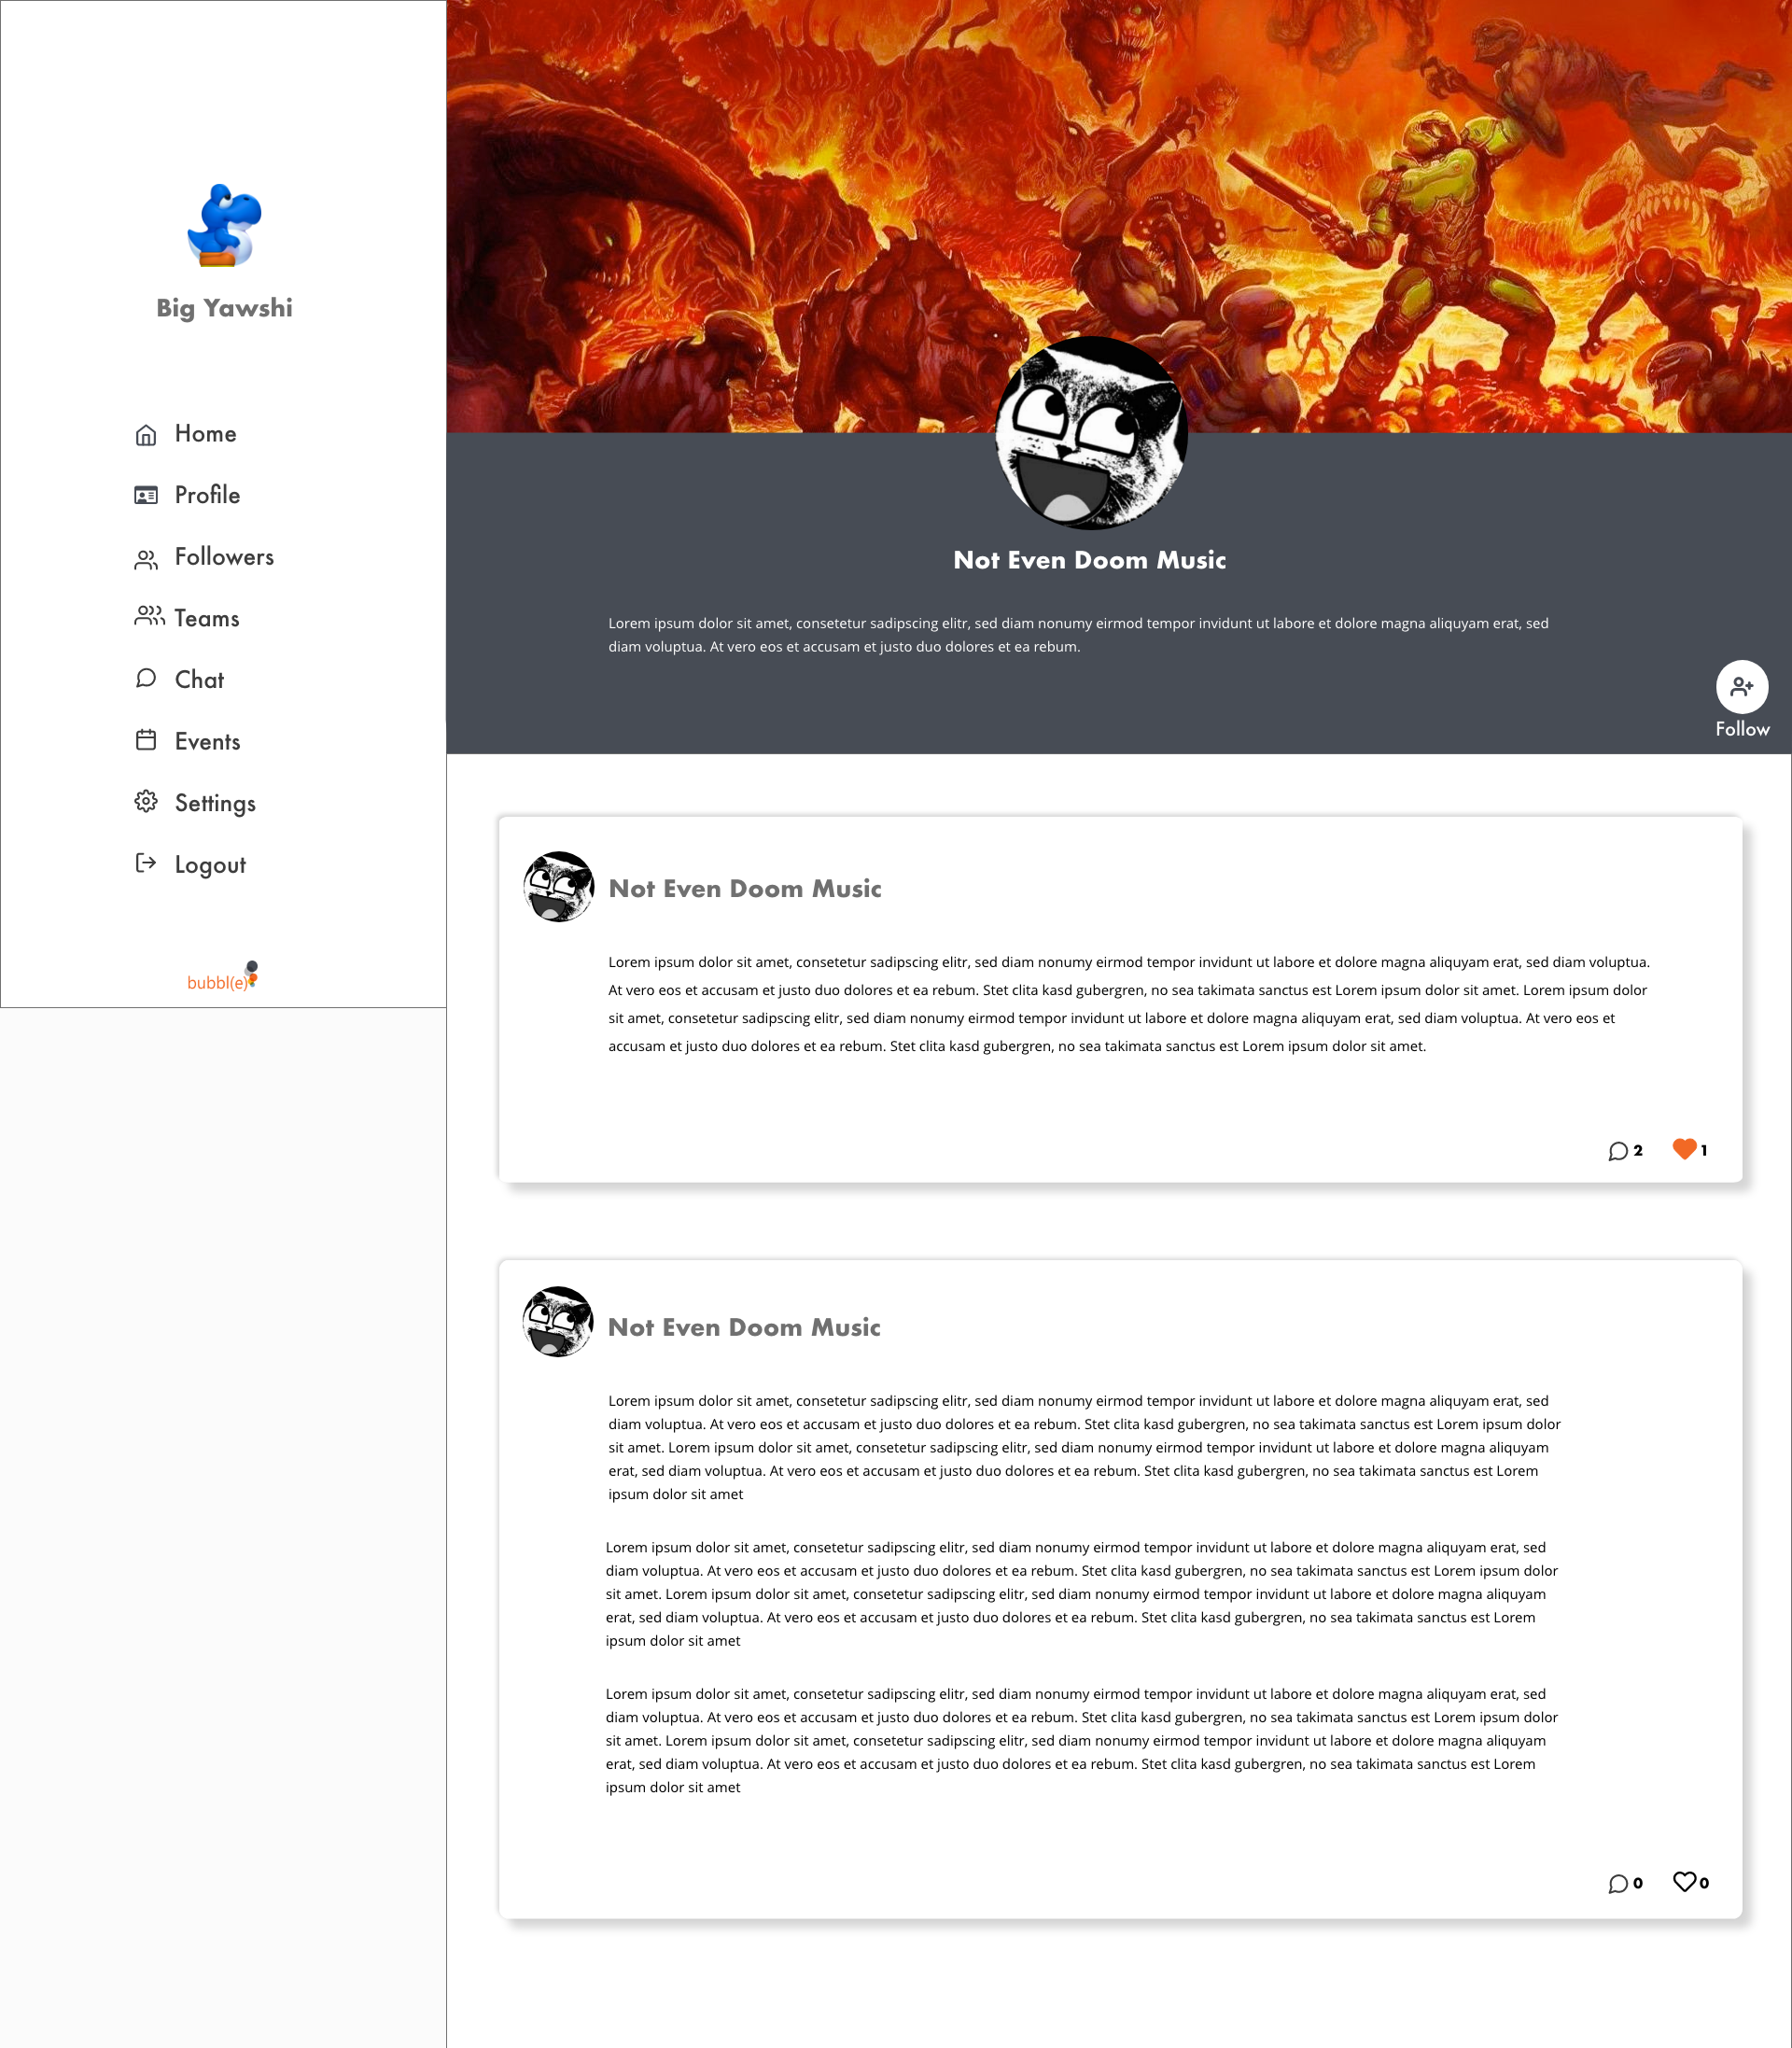 Big Yawshi
Home
Profile
Followers
Teams
Chat
Events
Settings
Logout
bubbl(e)
Not Even Doom Music
Lorem ipsum dolor sit amet, consetetur sadipscing elitr, sed diam nonumy eirmod tempor invidunt ut labore et dolore magna aliquyam erat, sed
diam voluptua. At vero eos et accusam et justo duo dolores et ea rebum.
Follow
Not Even Doom Music
Lorem ipsum dolor sit amet, consetetur sadipscing elitr, sed diam nonumy eirmod tempor invidunt ut labore et dolore magna aliquyam erat, sed diam voluptua.
At vero eos et accusam et justo duo dolores et ea rebum. Stet clita kasd gubergren, no sea takimata sanctus est Lorem ipsum dolor sit amet. Lorem ipsum dolor
sit amet, consetetur sadipscing elitr, sed diam nonumy eirmod tempor invidunt ut labore et dolore magna aliquyam erat, sed diam voluptua. At vero eos et
accusam et justo duo dolores et ea rebum. Stet clita kasd gubergren, no sea takimata sanctus est Lorem ipsum dolor sit amet.
2 1
Not Even Doom Music
Lorem ipsum dolor sit amet, consetetur sadipscing elitr, sed diam nonumy eirmod tempor invidunt ut labore et dolore magna aliquyam erat, sed
diam voluptua. At vero eos et accusam et justo duo dolores et ea rebum. Stet clita kasd gubergren, no sea takimata sanctus est Lorem ipsum dolor
sit amet. Lorem ipsum dolor sit amet, consetetur sadipscing elitr, sed diam nonumy eirmod tempor invidunt ut labore et dolore magna aliquyam
erat, sed diam voluptua. At vero eos et accusam et justo duo dolores et ea rebum. Stet clita kasd gubergren, no sea takimata sanctus est Lorem
ipsum dolor sit amet
Lorem ipsum dolor sit amet, consetetur sadipscing elitr, sed diam nonumy eirmod tempor invidunt ut labore et dolore magna aliquyam erat, sed
diam voluptua. At vero eos et accusam et justo duo dolores et ea rebum. Stet clita kasd gubergren, no sea takimata sanctus est Lorem ipsum dolor
sit amet. Lorem ipsum dolor sit amet, consetetur sadipscing elitr, sed diam nonumy eirmod tempor invidunt ut labore et dolore magna aliquyam
erat, sed diam voluptua. At vero eos et accusam et justo duo dolores et ea rebum. Stet clita kasd gubergren, no sea takimata sanctus est Lorem
ipsum dolor sit amet
Lorem ipsum dolor sit amet, consetetur sadipscing elitr, sed diam nonumy eirmod tempor invidunt ut labore et dolore magna aliquyam erat, sed
diam voluptua. At vero eos et accusam et justo duo dolores et ea rebum. Stet clita kasd gubergren, no sea takimata sanctus est Lorem ipsum dolor
sit amet. Lorem ipsum dolor sit amet, consetetur sadipscing elitr, sed diam nonumy eirmod tempor invidunt ut labore et dolore magna aliquyam
erat, sed diam voluptua. At vero eos et accusam et justo duo dolores et ea rebum. Stet clita kasd gubergren, no sea takimata sanctus est Lorem
ipsum dolor sit amet
0 0